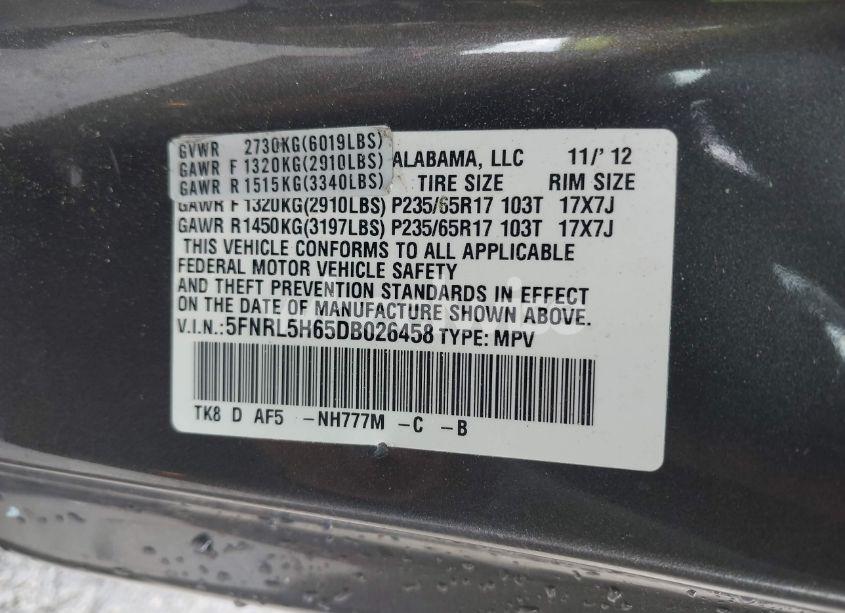 GVWR 2730KG(6019LBS)
GAWR F 1320KG(2910LBS)
GAWR R 1515KG(3340LBS)
ALABAMA, LLC 11/' 12
TIRE SIZE RIM SIZE
GAWR F 1320KG(2910LBS) P235/65R17 103T 17X7J
GAWR R1450KG(3197LBS) P235/65R17 103T 17X7J
THIS VEHICLE CONFORMS TO ALL APPLICABLE
FEDERAL MOTOR VEHICLE SAFETY
AND THEFT PREVENTION STANDARDS IN EFFECT
ON THE DATE OF MANUFACTURE SHOWN ABOVE.
V.I.N.:5FNRL5H65DB026458 TYPE: MPV
TK8 D AF5 -NH777M -C -B